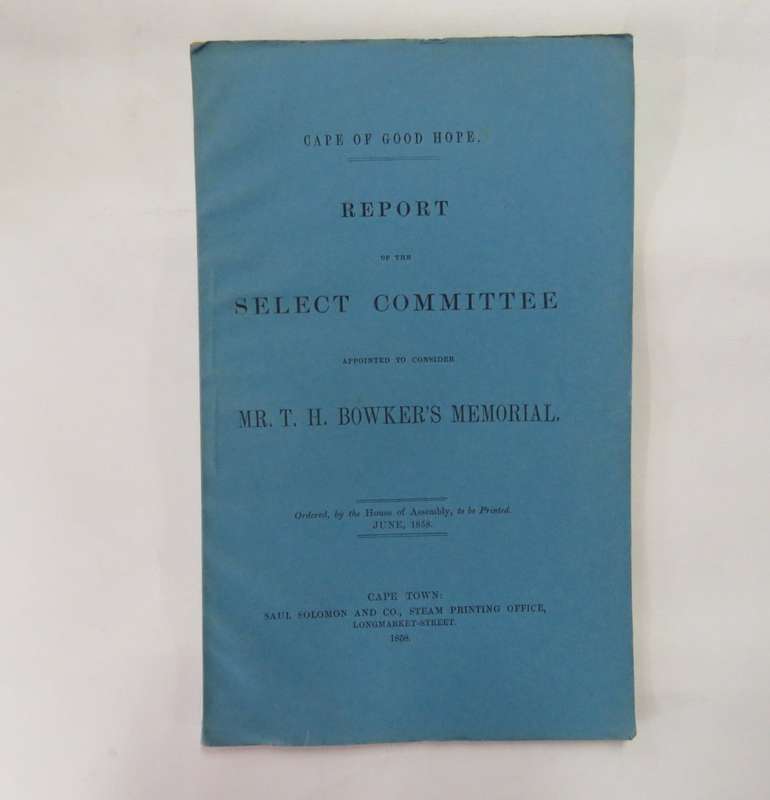 CAPE OF GOOD HOPE.
REPORT
OF THE
SELECT COMMITTEE
APPOINTED TO CONSIDER
MR. T. H. BOWKER'S MEMORIAL.
Ordered, by the House of Assembly, to be Printed.
JUNE, 1858.
CAPE TOWN:
SAUL SOLOMON AND CO., STEAM PRINTING OFFICE,
LONGMARKET-STREET.
1858.